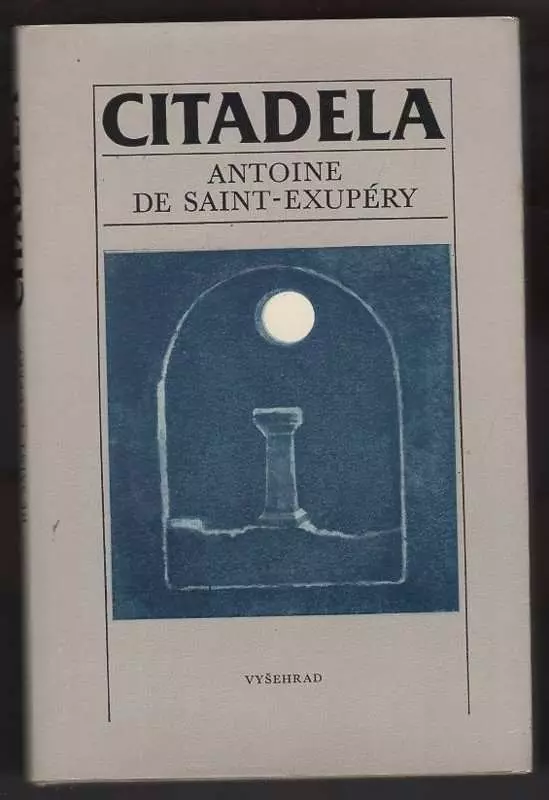 CITADELA
ANTOINE
DE SAINT-EXUPÉRY
VYŠEHRAD